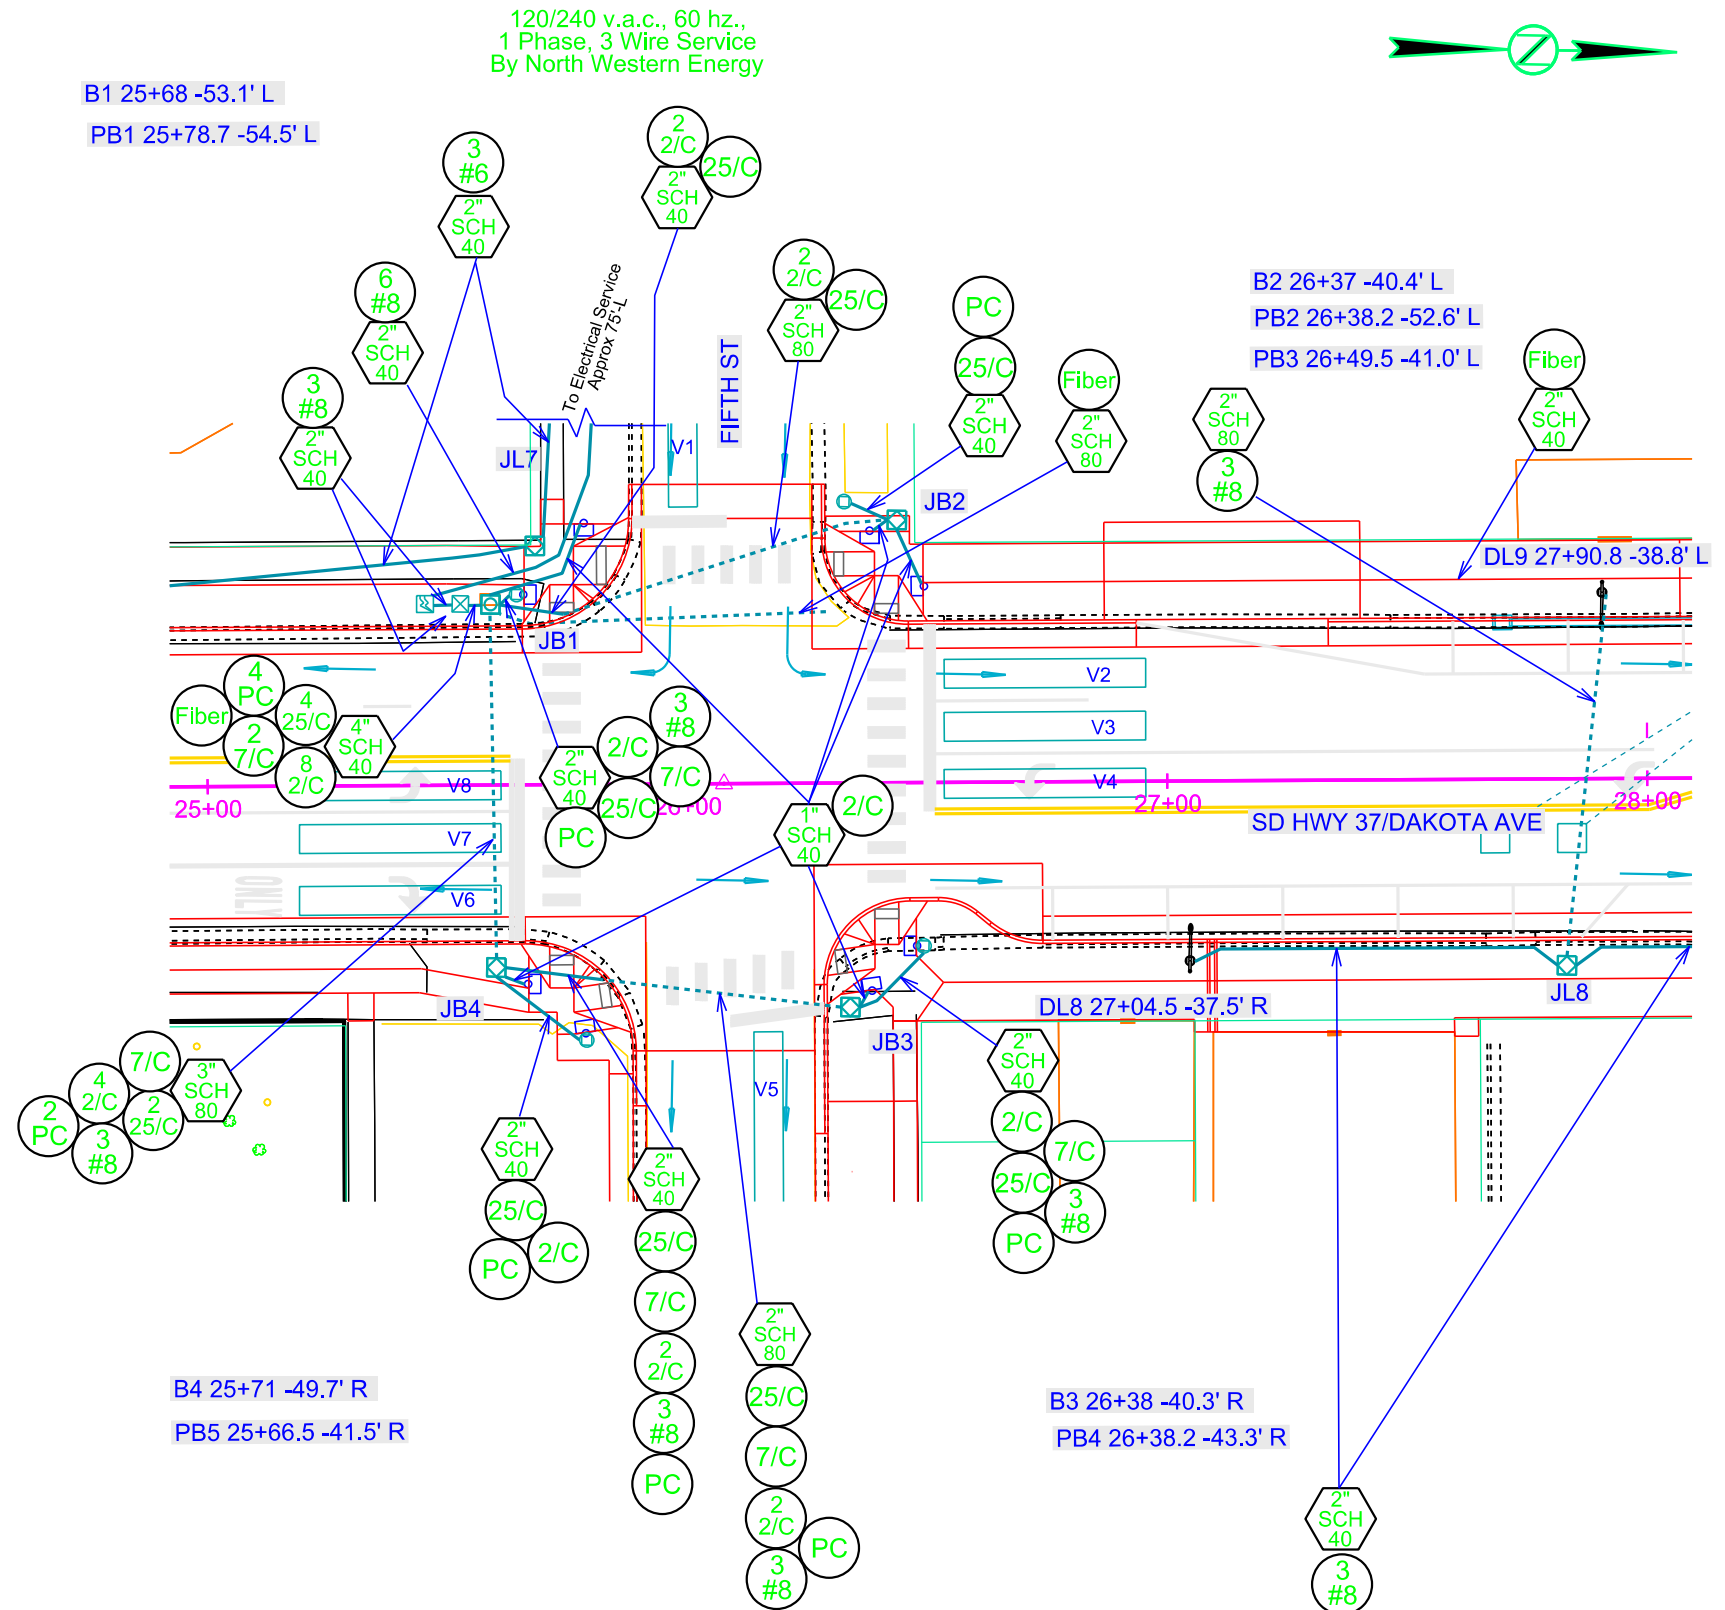 120/240 v.a.c., 60 hz.,
1 Phase, 3 Wire Service
By North Western Energy
Z
B1 25+68 -53.1' L
PB1 25+78.7 -54.5' L
3
#6
2"
SCH
40
2
2/C
25/C
2"
SCH
40
6
#8
2"
SCH
40
3
#8
2"
SCH
40
To Electrical Service
Approx 75'-L
FIFTH ST
2
2/C
25/C
2"
SCH
80
PC
25/C
2"
SCH
40
Fiber
2"
SCH
80
B2 26+37 -40.4' L
PB2 26+38.2 -52.6' L
PB3 26+49.5 -41.0' L
2"
SCH
80
3
#8
Fiber
2"
SCH
40
JL7
V1
JB2
DL9 27+90.8 -38.8' L
JB1
V2
V3
V4
Fiber
4
PC
4
25/C
2
7/C
8
2/C
4"
SCH
40
2"
SCH
40
2/C
3
#8
7/C
25/C
PC
25+00
26+00
27+00
28+00
V8
V7
V6
ONLY
1"
SCH
40
2/C
SD HWY 37/DAKOTA AVE
JB4
JB3
V5
DL8 27+04.5 -37.5' R
JL8
7/C
4
2/C
2
PC
3
#8
2
25/C
3"
SCH
80
2"
SCH
40
25/C
PC
2/C
2"
SCH
40
25/C
7/C
2
2/C
3
#8
PC
2"
SCH
80
25/C
7/C
2
2/C
PC
3
#8
2"
SCH
40
2/C
7/C
25/C
3
#8
PC
B4 25+71 -49.7' R
PB5 25+66.5 -41.5' R
B3 26+38 -40.3' R
PB4 26+38.2 -43.3' R
2"
SCH
40
3
#8